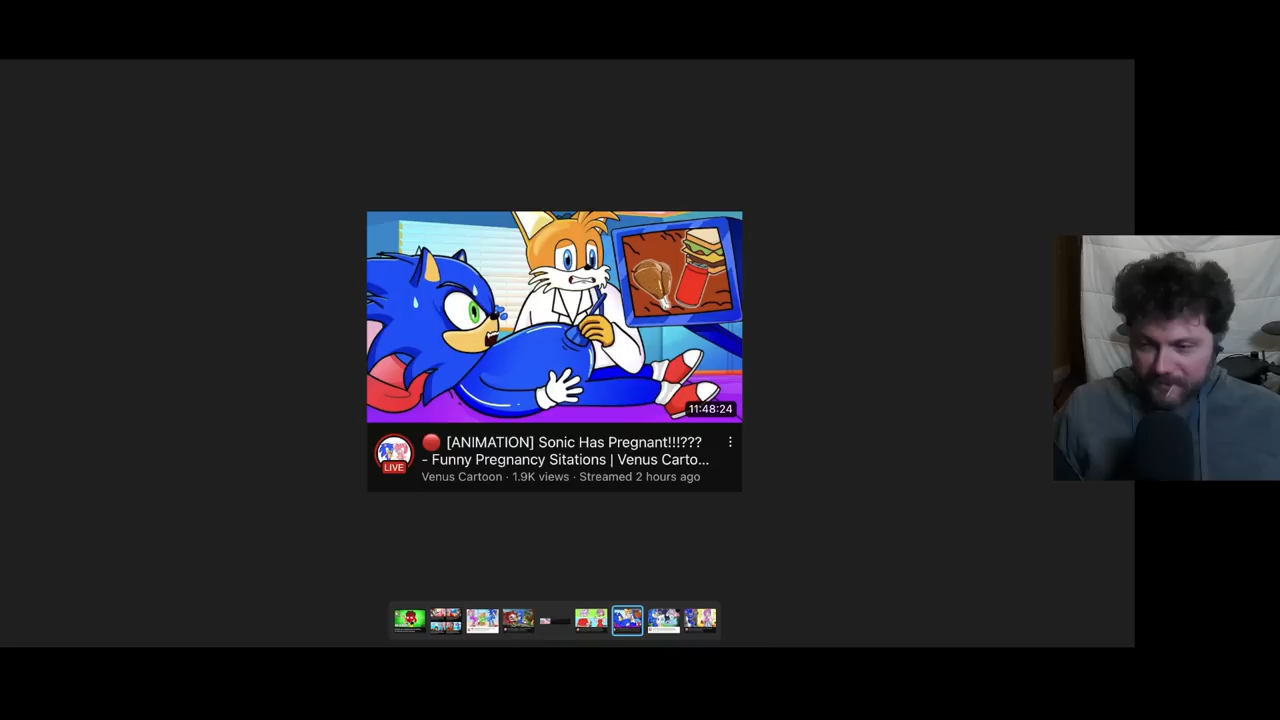 11:48:24
🔴 [ANIMATION] Sonic Has Pregnant!!!???
- Funny Pregnancy Sitations | Venus Carto...
LIVE
Venus Cartoon · 1.9K views · Streamed 2 hours ago